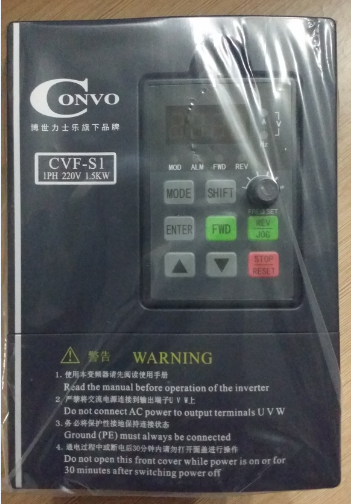 CONVO
博世力士乐旗下品牌
CVF-S1
1PH 220V 1.5KW
V
MOD ALM FWD REV
MODE SHIFT
ENTER FWD REV JOG
STOP RESET
警告 WARNING
1. 使用本变频器请先阅读使用手册
Read the manual before operation of the inverter
2. 严禁将交流电源连接到输出端子U V W上
Do not connect AC power to output terminals U V W
3. 务必将保护性接地保持连接状态
Ground (PE) must always be connected
4. 通电过程中或断电后30分钟内请勿打开面盖进行操作
Do not open this front cover while power is on or for
30 minutes after switching power off